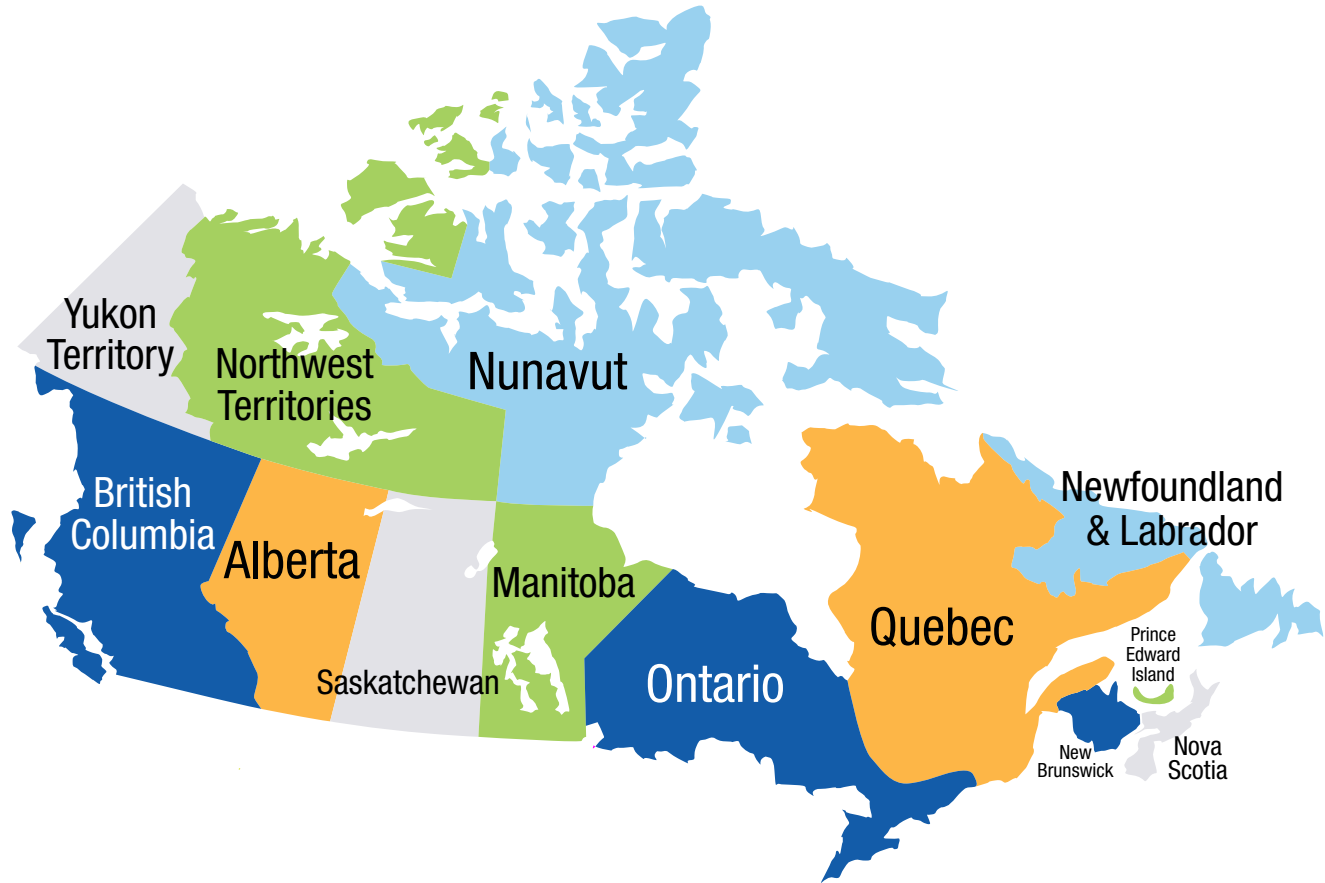 Yukon
Territory
Northwest
Territories
Nunavut
British
Columbia
Alberta
Saskatchewan
Manitoba
Ontario
Quebec
Newfoundland
& Labrador
Prince
Edward
Island
New
Brunswick
Nova
Scotia